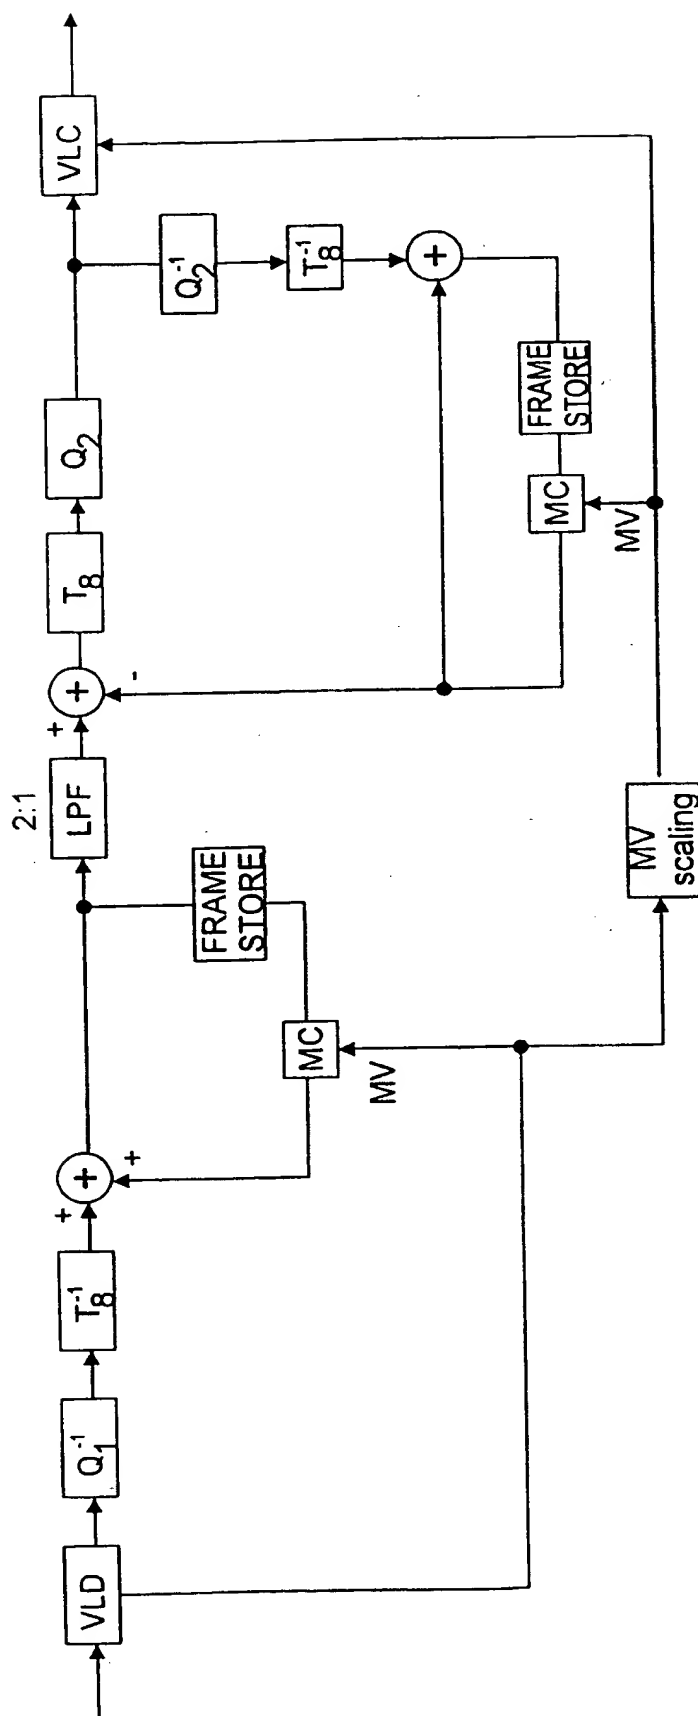 VLD
Q₁⁻¹
T₈⁻¹
+
+
+
MC
MV
FRAME
STORE
2:1
LPF
+
+
-
T₈
Q₂
VLC
Q₂⁻¹
T₈⁻¹
+
FRAME
STORE
MC
MV
MV
scaling